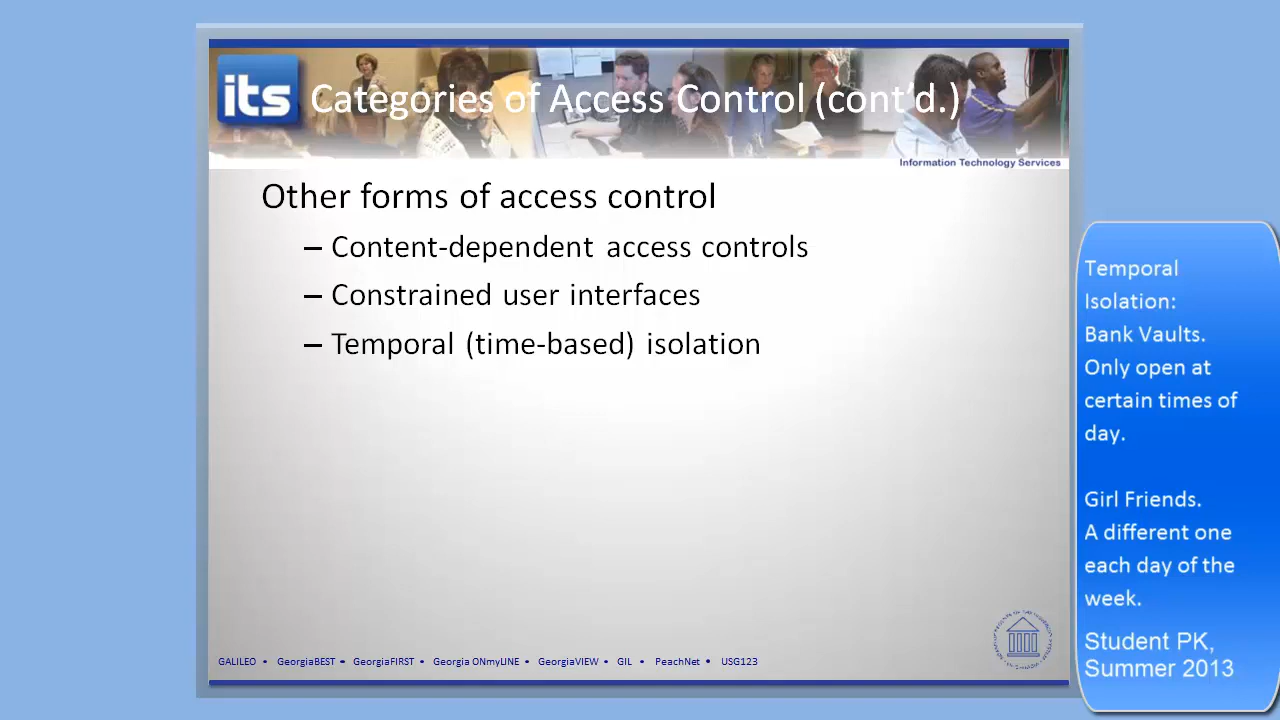 its
Categories of Access Control (cont'd.)
Information Technology Services
Other forms of access control
– Content-dependent access controls
– Constrained user interfaces
– Temporal (time-based) isolation
Temporal
Isolation:
Bank Vaults.
Only open at
certain times of
day.
Girl Friends.
A different one
each day of the
week.
Student PK,
Summer 2013
GALILEO • GeorgiaBEST • GeorgiaFIRST • Georgia ONmyLINE • GeorgiaVIEW • GIL • PeachNet • USG123